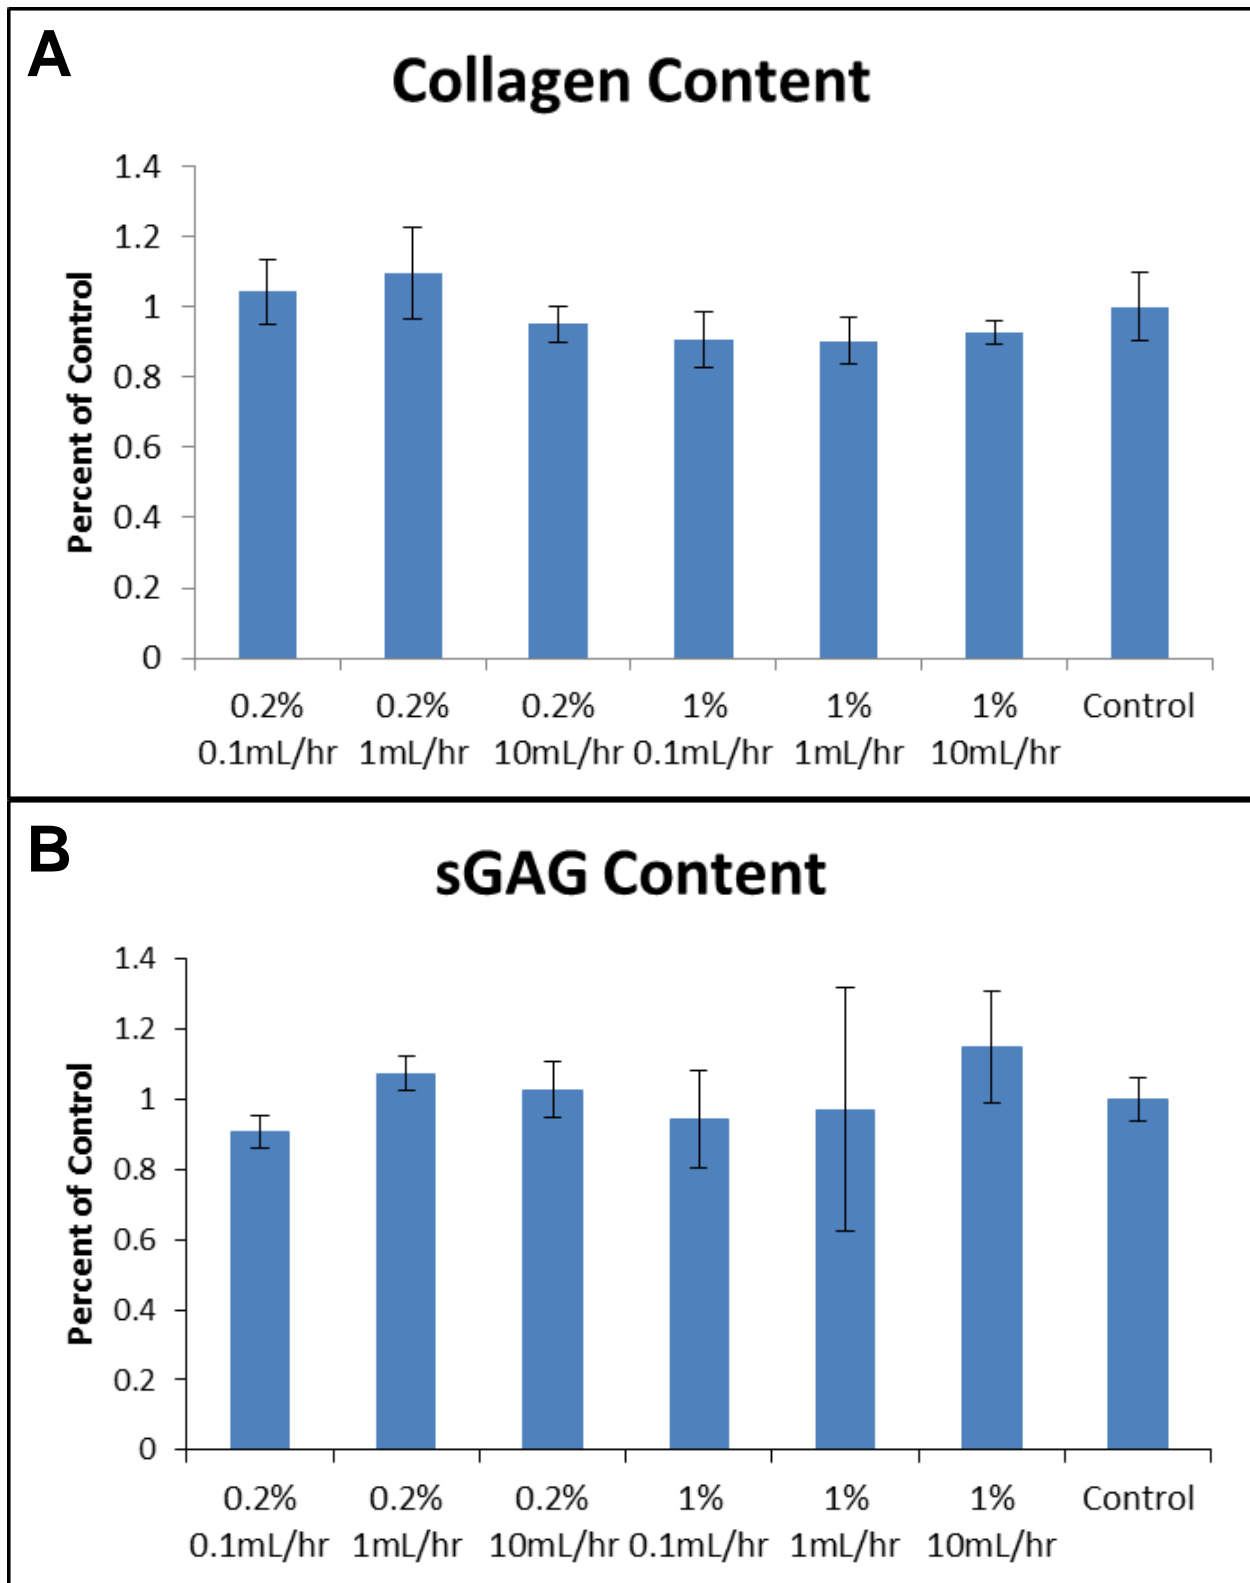 A
Collagen Content
Percent of Control
1.4
1.2
1
0.8
0.6
0.4
0.2
0
0.2% 0.2% 0.2% 1% 1% 1% Control
0.1mL/hr 1mL/hr 10mL/hr 0.1mL/hr 1mL/hr 10mL/hr
B
sGAG Content
Percent of Control
1.4
1.2
1
0.8
0.6
0.4
0.2
0
0.2% 0.2% 0.2% 1% 1% 1% Control
0.1mL/hr 1mL/hr 10mL/hr 0.1mL/hr 1mL/hr 10mL/hr